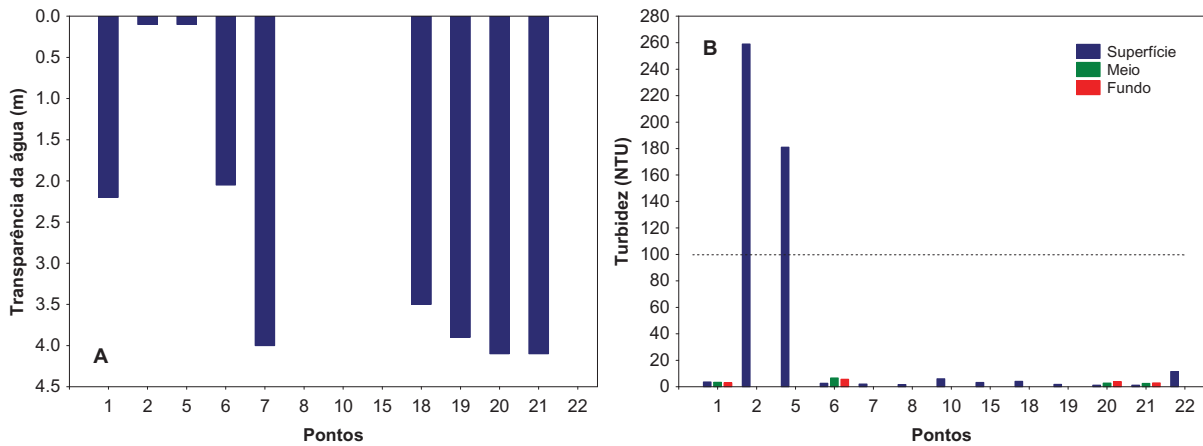 0.0
0.5
1.0
1.5
2.0
2.5
3.0
3.5
4.0
4.5
Transparência da água (m)
A
1 2 5 6 7 8 10 15 18 19 20 21 22
Pontos
280
260
240
220
200
180
160
140
120
100
80
60
40
20
0
Turbidez (NTU)
B
Superfície
Meio
Fundo
1 2 5 6 7 8 10 15 18 19 20 21 22
Pontos